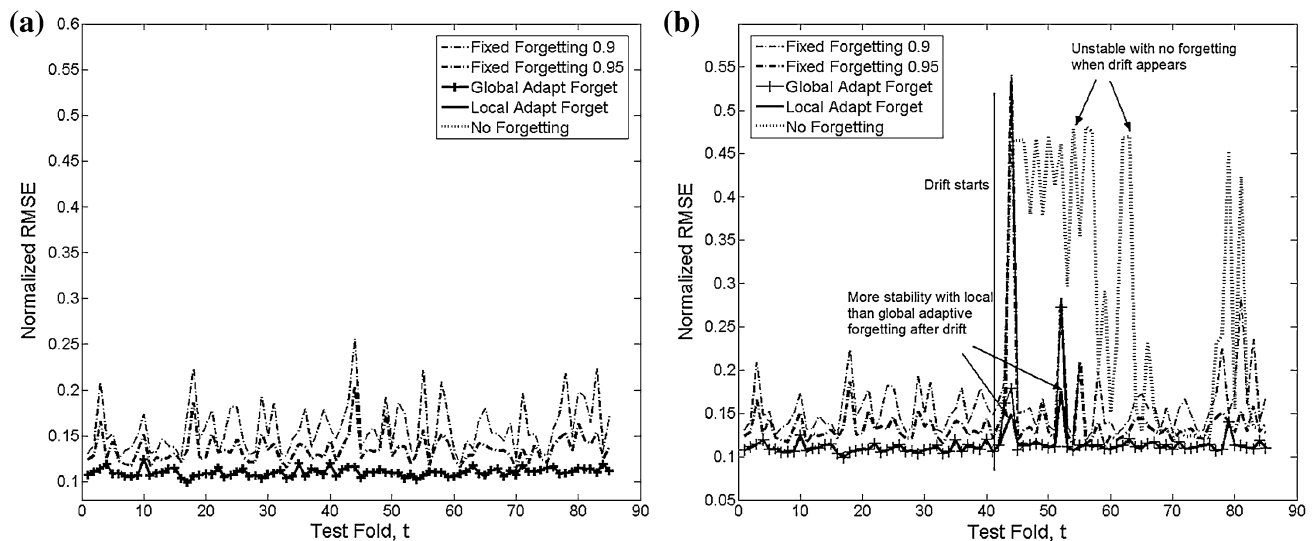 (a)
0.6
0.55
0.5
0.45
0.4
0.35
0.3
0.25
0.2
0.15
0.1
Normalized RMSE
0 10 20 30 40 50 60 70 80 90
Test Fold, t
Fixed Forgetting 0.9
Fixed Forgetting 0.95
Global Adapt Forget
Local Adapt Forget
No Forgetting
(b)
0.55
0.5
0.45
0.4
0.35
0.3
0.25
0.2
0.15
0.1
0.05
Normalized RMSE
0 10 20 30 40 50 60 70 80 90
Test Fold, t
Fixed Forgetting 0.9
Fixed Forgetting 0.95
Global Adapt Forget
Local Adapt Forget
No Forgetting
Unstable with no forgetting
when drift appears
Drift starts
More stability with local
than global adaptive
forgetting after drift